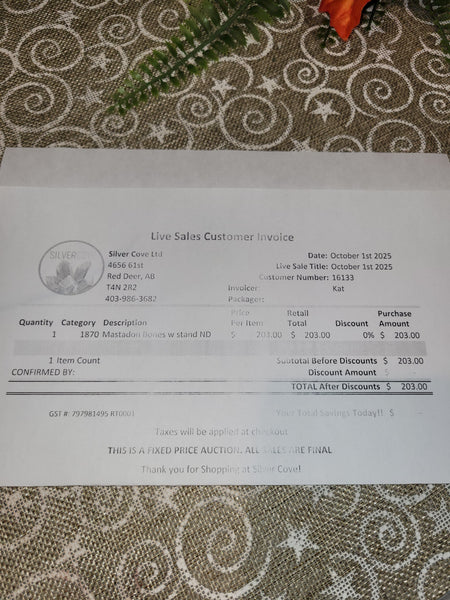 Live Sales Customer Invoice
SILVER
Silver Cove Ltd
4656 61st
Red Deer, AB
T4N 2R2
403-986-3682
Date: October 1st 2025
Live Sale Title: October 1st 2025
Customer Number: 16133
Invoicer: Kat
Packager:
Quantity Category Description Price Per Item Retail Total Discount Purchase Amount
1 1870 Mastadon Bones w stand ND $ 203.00 $ 203.00 0% $ 203.00
1 Item Count Subtotal Before Discounts $ 203.00
CONFIRMED BY: Discount Amount $ -
TOTAL After Discounts $ 203.00
GST #: 797981495 RT0001 Your Total Savings Today!! $ -
Taxes will be applied at checkout
THIS IS A FIXED PRICE AUCTION. ALL SALES ARE FINAL
Thank you for Shopping at Silver Cove!